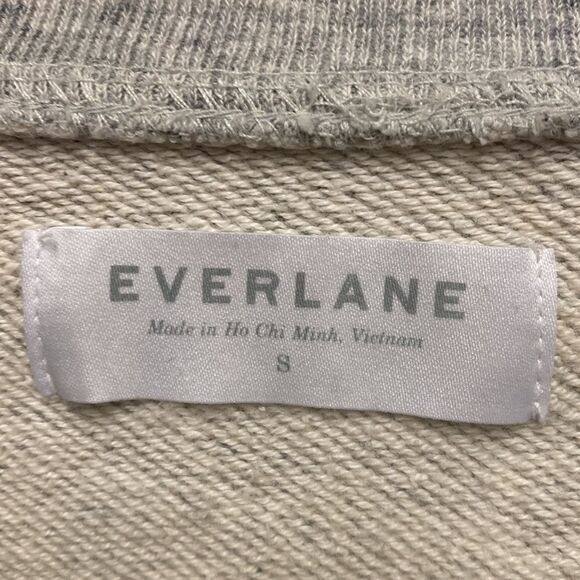 EVERLANE
Made in Ho Chi Minh, Vietnam
S